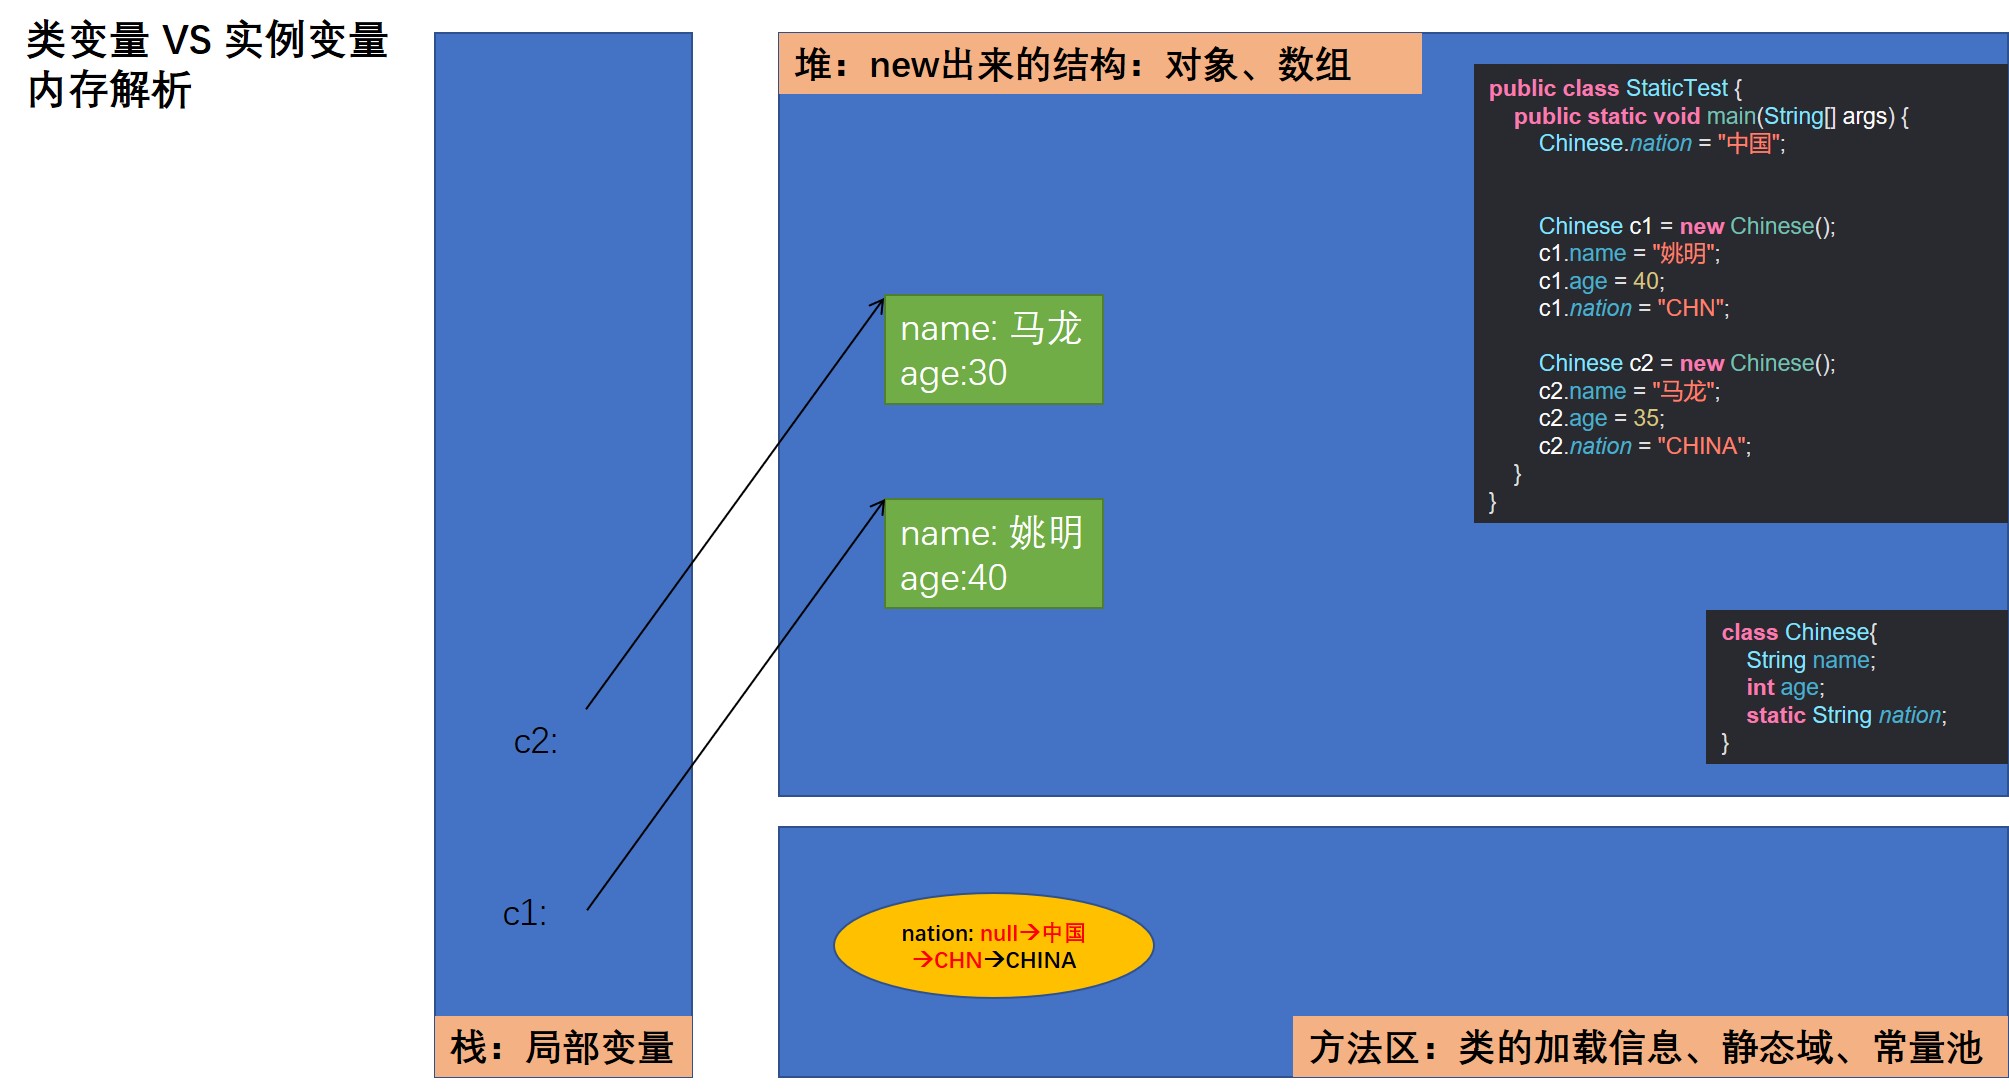 类变量 VS 实例变量
内存解析
堆：new出来的结构：对象、数组
public class StaticTest {
public static void main(String[] args) {
Chinese.nation = "中国";
Chinese c1 = new Chinese();
c1.name = "姚明";
c1.age = 40;
c1.nation = "CHN";
Chinese c2 = new Chinese();
c2.name = "马龙";
c2.age = 35;
c2.nation = "CHINA";
}
}
name: 马龙
age:30
name: 姚明
age:40
class Chinese{
String name;
int age;
static String nation;
}
c2:
c1:
nation: null→中国
→CHN→CHINA
栈：局部变量
方法区：类的加载信息、静态域、常量池